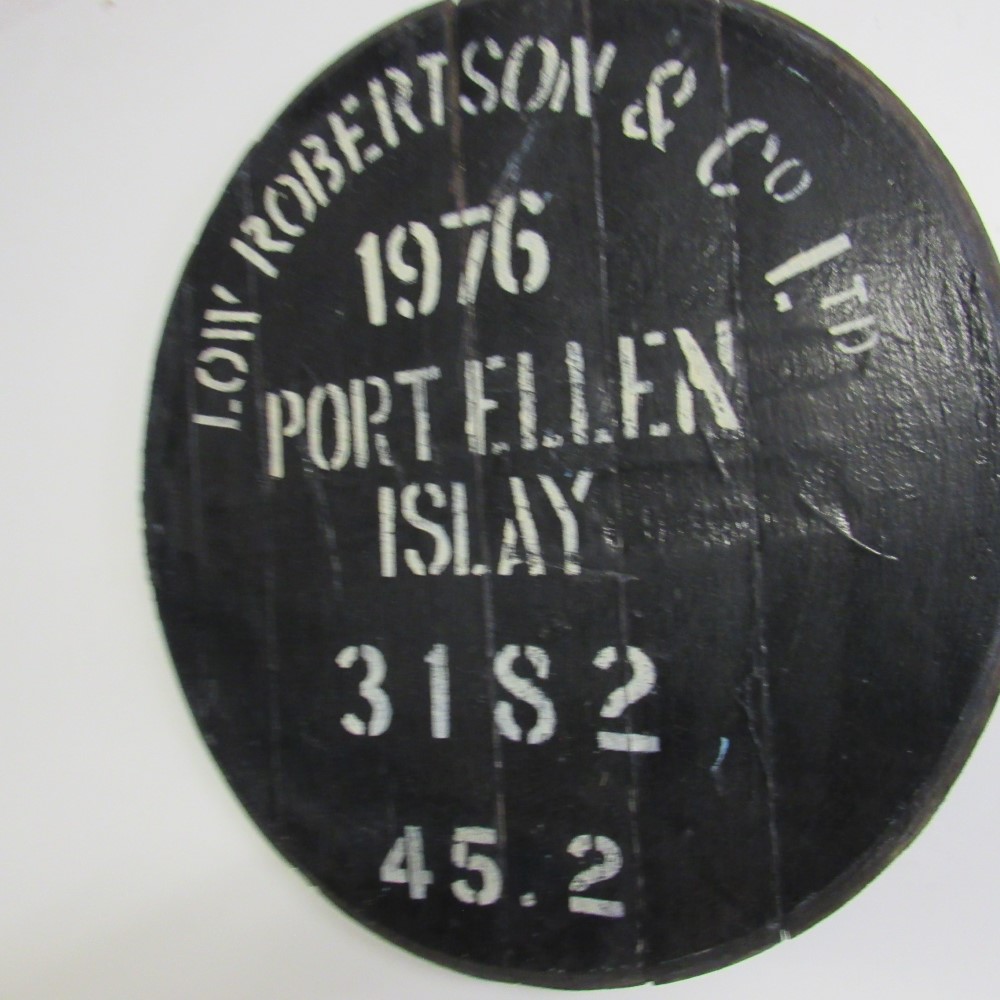 LOW ROBERTSON & Co LTD
1976
PORT ELLEN
ISLAY
31S2
45.2